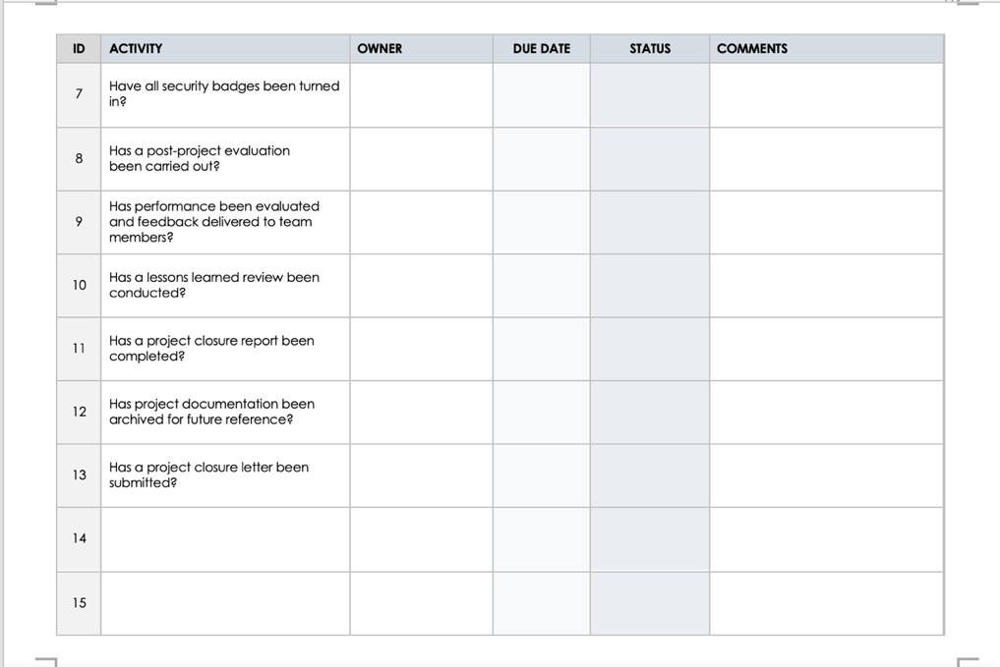 ID ACTIVITY OWNER DUE DATE STATUS COMMENTS
7 Have all security badges been turned
in?
8 Has a post-project evaluation
been carried out?
9 Has performance been evaluated
and feedback delivered to team
members?
10 Has a lessons learned review been
conducted?
11 Has a project closure report been
completed?
12 Has project documentation been
archived for future reference?
13 Has a project closure letter been
submitted?
14
15